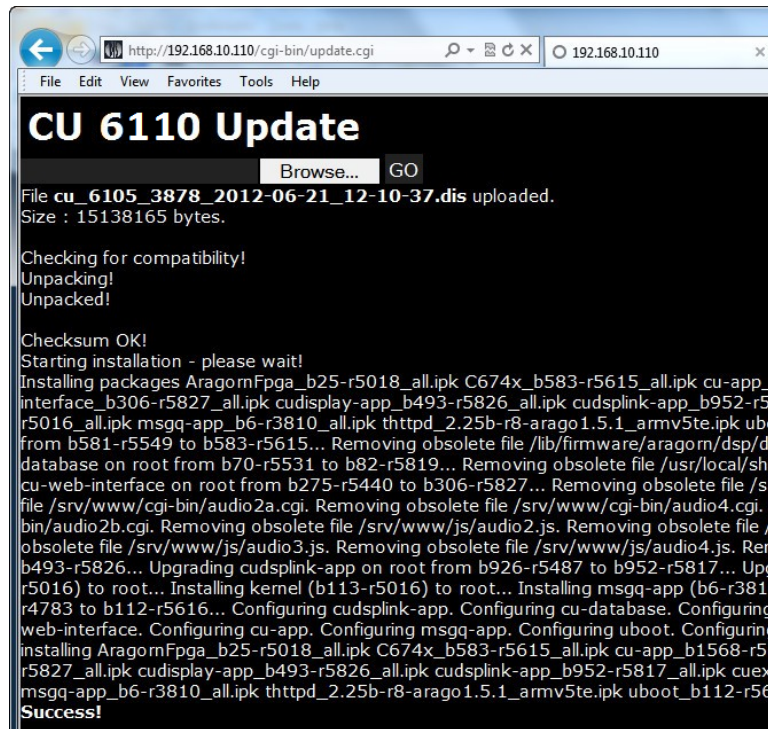 http://192.168.10.110/cgi-bin/update.cgi
192.168.10.110
File Edit View Favorites Tools Help
CU 6110 Update
Browse... GO
File cu_6105_3878_2012-06-21_12-10-37.dis uploaded.
Size : 15138165 bytes.
Checking for compatibility!
Unpacking!
Unpacked!
Checksum OK!
Starting installation - please wait!
Installing packages AragornFpga_b25-r5018_all.ipk C674x_b583-r5615_all.ipk cu-app_
interface_b306-r5827_all.ipk cudisplay-app_b493-r5826_all.ipk cudsplink-app_b952-r5
r5016_all.ipk msgq-app_b6-r3810_all.ipk thttpd_2.25b-r8-arago1.5.1_armv5te.ipk ubo
from b581-r5549 to b583-r5615... Removing obsolete file /lib/firmware/aragorn/dsp/d
database on root from b70-r5531 to b82-r5819... Removing obsolete file /usr/local/sh
cu-web-interface on root from b275-r5440 to b306-r5827... Removing obsolete file /s
file /srv/www/cgi-bin/audio2a.cgi. Removing obsolete file /srv/www/cgi-bin/audio4.cgi.
bin/audio2b.cgi. Removing obsolete file /srv/www/js/audio2.js. Removing obsolete file /
obsolete file /srv/www/js/audio3.js. Removing obsolete file /srv/www/js/audio4.js. Rem
b493-r5826... Upgrading cudsplink-app on root from b926-r5487 to b952-r5817... Upg
r5016) to root... Installing kernel (b113-r5016) to root... Installing msgq-app (b6-r381
r4783 to b112-r5616... Configuring cudsplink-app. Configuring cu-database. Configuring
web-interface. Configuring cu-app. Configuring msgq-app. Configuring uboot. Configuring
installing AragornFpga_b25-r5018_all.ipk C674x_b583-r5615_all.ipk cu-app_b1568-r5
r5827_all.ipk cudisplay-app_b493-r5826_all.ipk cudsplink-app_b952-r5817_all.ipk cuex
msgq-app_b6-r3810_all.ipk thttpd_2.25b-r8-arago1.5.1_armv5te.ipk uboot_b112-r56
Success!